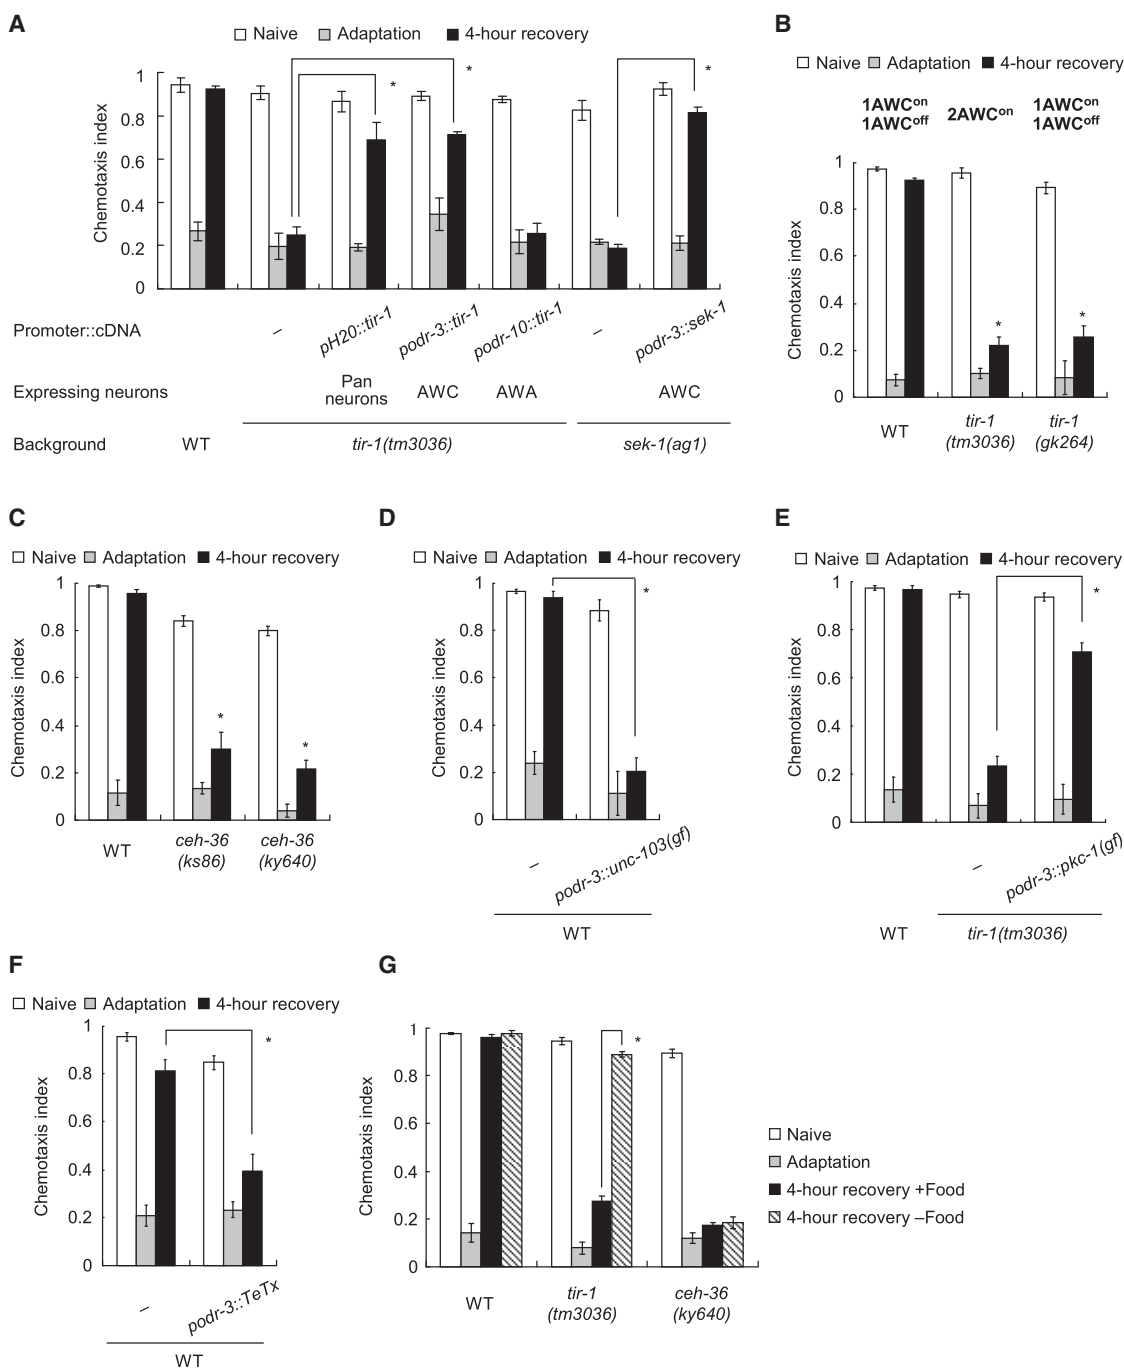 A
Naive Adaptation 4-hour recovery
Chemotaxis index
1
0.8
0.6
0.4
0.2
0
*
*
*
Promoter::cDNA – pH20::tir-1 podr-3::tir-1 podr-10::tir-1 – podr-3::sek-1
Expressing neurons Pan neurons AWC AWA AWC
Background WT tir-1(tm3036) sek-1(ag1)
B
Naive Adaptation 4-hour recovery
1AWCon 2AWCon 1AWCon
1AWCoff 1AWCoff
Chemotaxis index
1
0.8
0.6
0.4
0.2
0
* *
WT tir-1 tir-1
(tm3036) (gk264)
C
Naive Adaptation 4-hour recovery
Chemotaxis index
1
0.8
0.6
0.4
0.2
0
* *
WT ceh-36 ceh-36
(ks86) (ky640)
D
Naive Adaptation 4-hour recovery
Chemotaxis index
1
0.8
0.6
0.4
0.2
0
*
– podr-3::unc-103(gf)
WT
E
Naive Adaptation 4-hour recovery
Chemotaxis index
1
0.8
0.6
0.4
0.2
0
*
– podr-3::pkc-1(gf)
WT tir-1(tm3036)
F
Naive Adaptation 4-hour recovery
Chemotaxis index
1
0.8
0.6
0.4
0.2
0
*
– podr-3::TeTx
WT
G
Chemotaxis index
1
0.8
0.6
0.4
0.2
0
*
WT tir-1 ceh-36
(tm3036) (ky640)
Naive
Adaptation
4-hour recovery +Food
4-hour recovery –Food